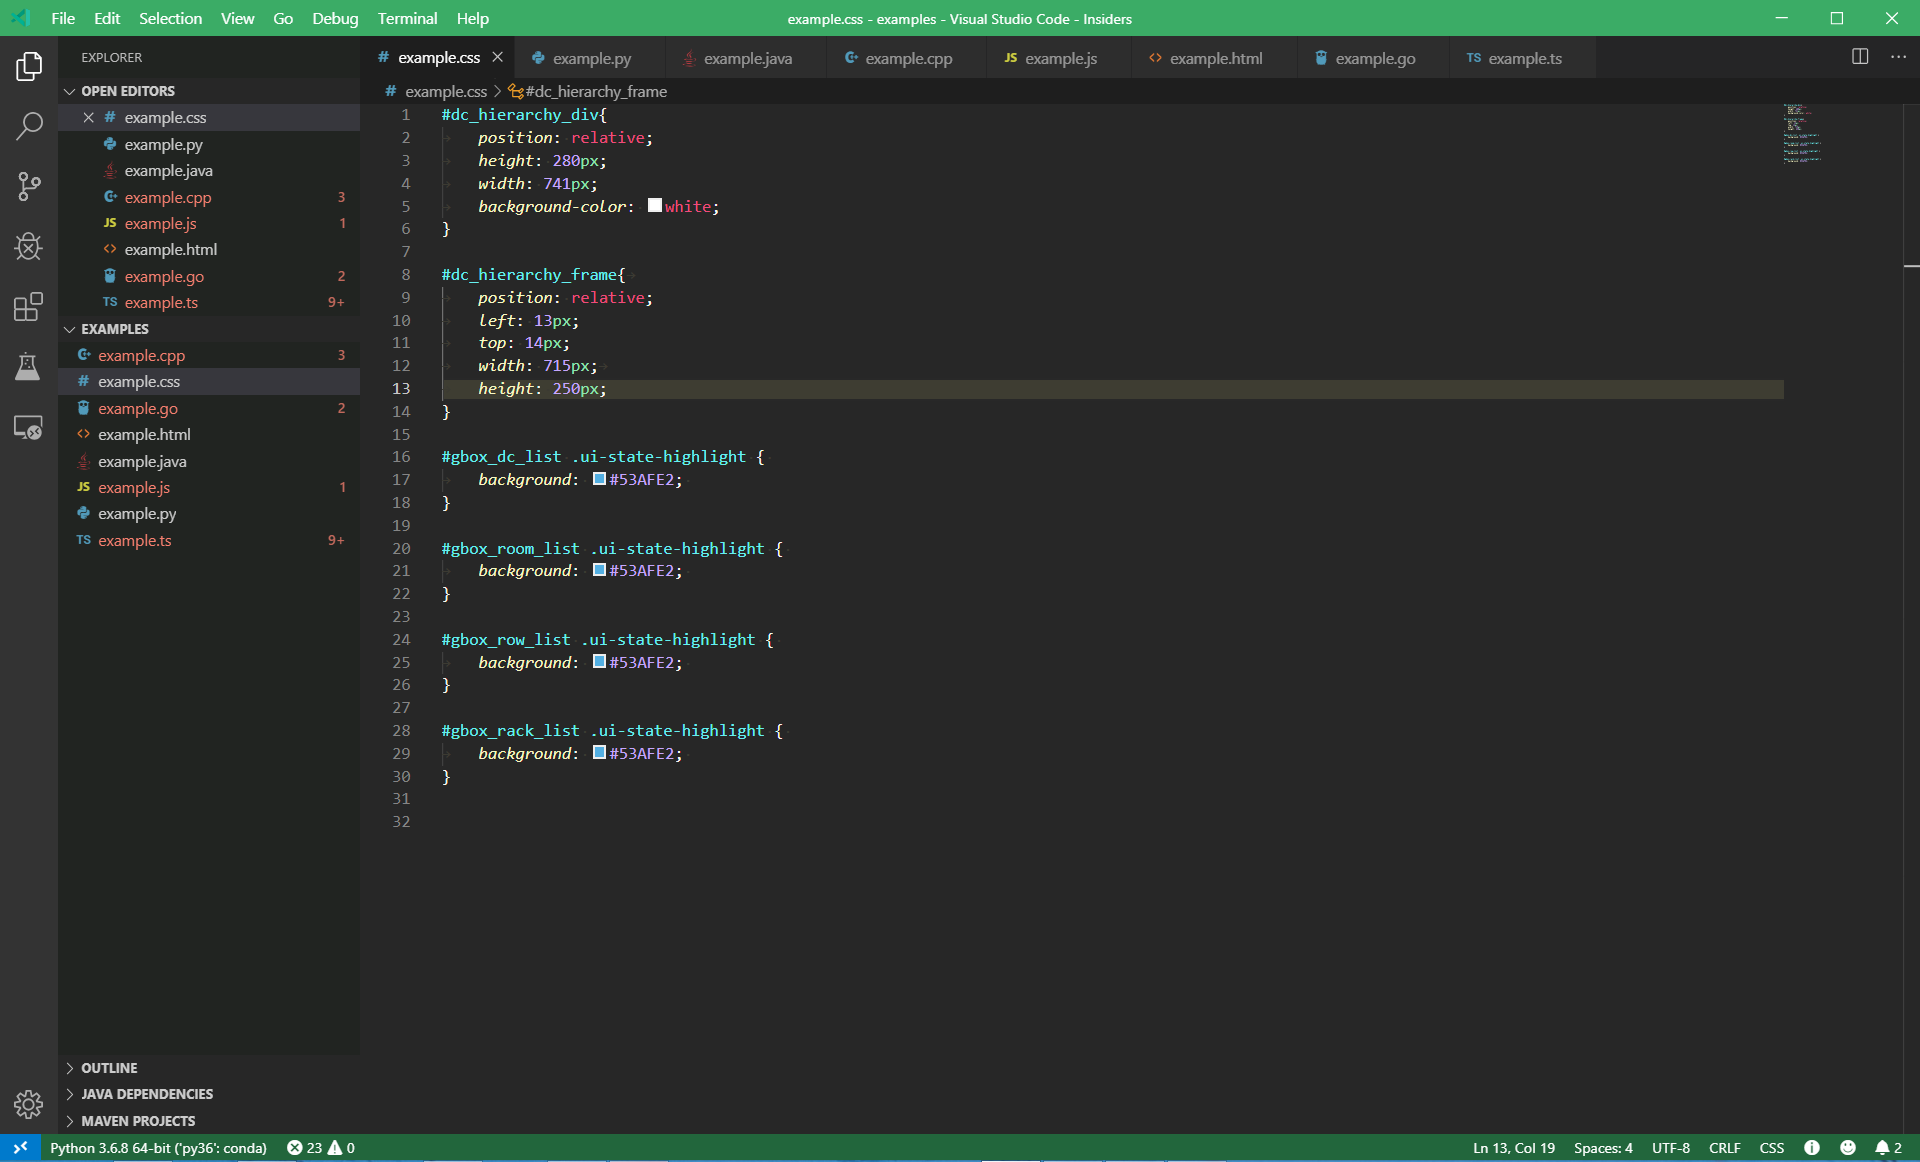 File Edit Selection View Go Debug Terminal Help
example.css - examples - Visual Studio Code - Insiders
EXPLORER
OPEN EDITORS
# example.css
example.py
example.java
example.cpp 3
JS example.js 1
<> example.html
example.go 2
TS example.ts 9+
EXAMPLES
example.cpp 3
# example.css
example.go 2
<> example.html
example.java
JS example.js 1
example.py
TS example.ts 9+
OUTLINE
JAVA DEPENDENCIES
MAVEN PROJECTS
# example.css example.py example.java example.cpp JS example.js <> example.html example.go TS example.ts
# example.css > #dc_hierarchy_frame
1 #dc_hierarchy_div{
2     position: relative;
3     height: 280px;
4     width: 741px;
5     background-color: white;
6 }
7
8 #dc_hierarchy_frame{
9     position: relative;
10     left: 13px;
11     top: 14px;
12     width: 715px;
13     height: 250px;
14 }
15
16 #gbox_dc_list .ui-state-highlight {
17     background: #53AFE2;
18 }
19
20 #gbox_room_list .ui-state-highlight {
21     background: #53AFE2;
22 }
23
24 #gbox_row_list .ui-state-highlight {
25     background: #53AFE2;
26 }
27
28 #gbox_rack_list .ui-state-highlight {
29     background: #53AFE2;
30 }
31
32
Python 3.6.8 64-bit ('py36': conda) 23 0 Ln 13, Col 19 Spaces: 4 UTF-8 CRLF CSS 2